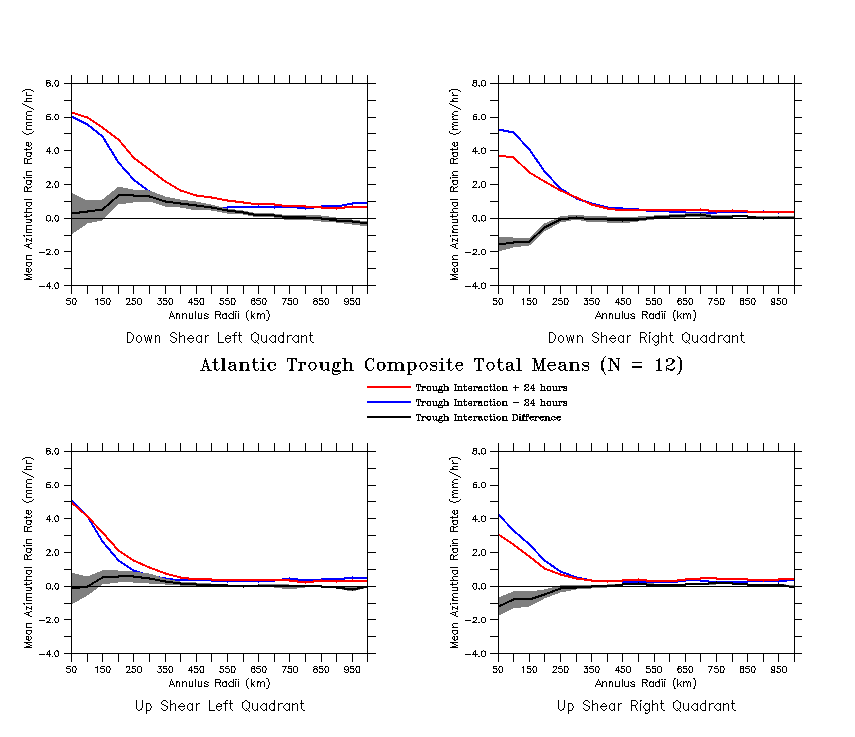 8.0
6.0
4.0
2.0
0.0
−2.0
−4.0
Mean Azimuthal Rain Rate (mm/hr)
50 150 250 350 450 550 650 750 850 950
Annulus Radii (km)
Down Shear Left Quadrant
8.0
6.0
4.0
2.0
0.0
−2.0
−4.0
Mean Azimuthal Rain Rate (mm/hr)
50 150 250 350 450 550 650 750 850 950
Annulus Radii (km)
Down Shear Right Quadrant
Atlantic Trough Composite Total Means (N = 12)
Trough Interaction + 24 hours
Trough Interaction − 24 hours
Trough Interaction Difference
8.0
6.0
4.0
2.0
0.0
−2.0
−4.0
Mean Azimuthal Rain Rate (mm/hr)
50 150 250 350 450 550 650 750 850 950
Annulus Radii (km)
Up Shear Left Quadrant
8.0
6.0
4.0
2.0
0.0
−2.0
−4.0
Mean Azimuthal Rain Rate (mm/hr)
50 150 250 350 450 550 650 750 850 950
Annulus Radii (km)
Up Shear Right Quadrant